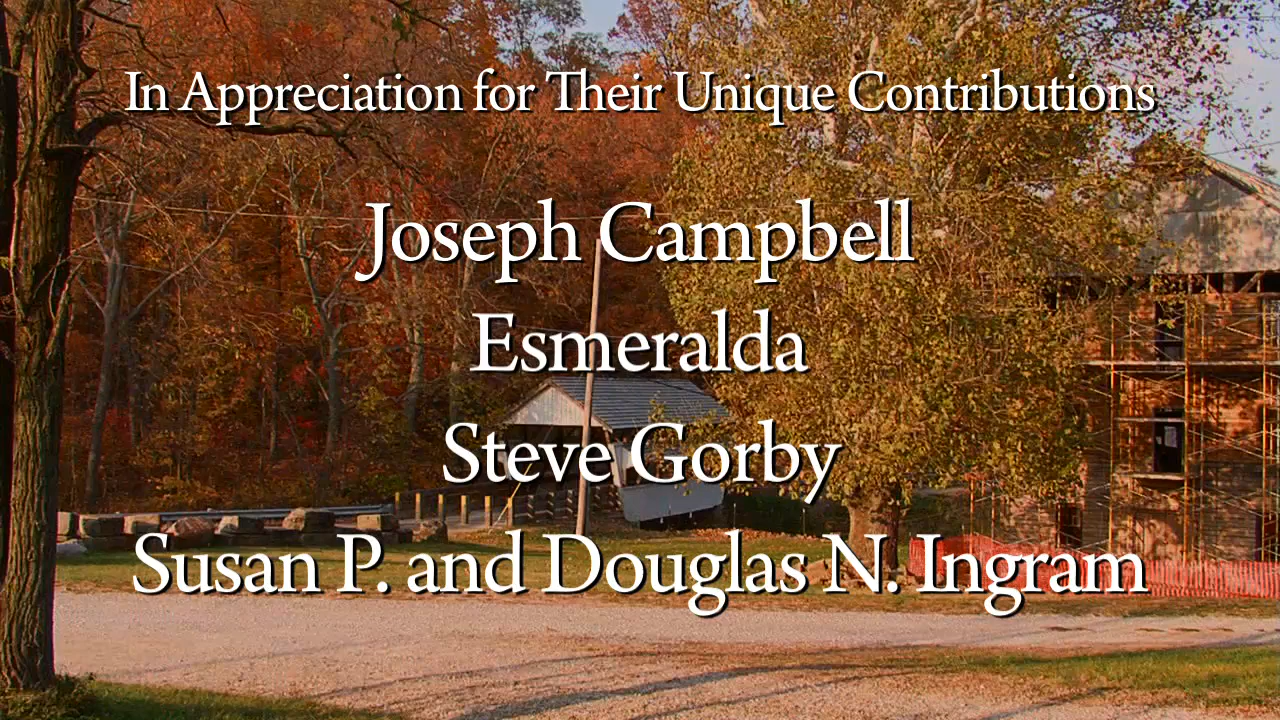 In Appreciation for Their Unique Contributions
Joseph Campbell
Esmeralda
Steve Gorby
Susan P. and Douglas N. Ingram